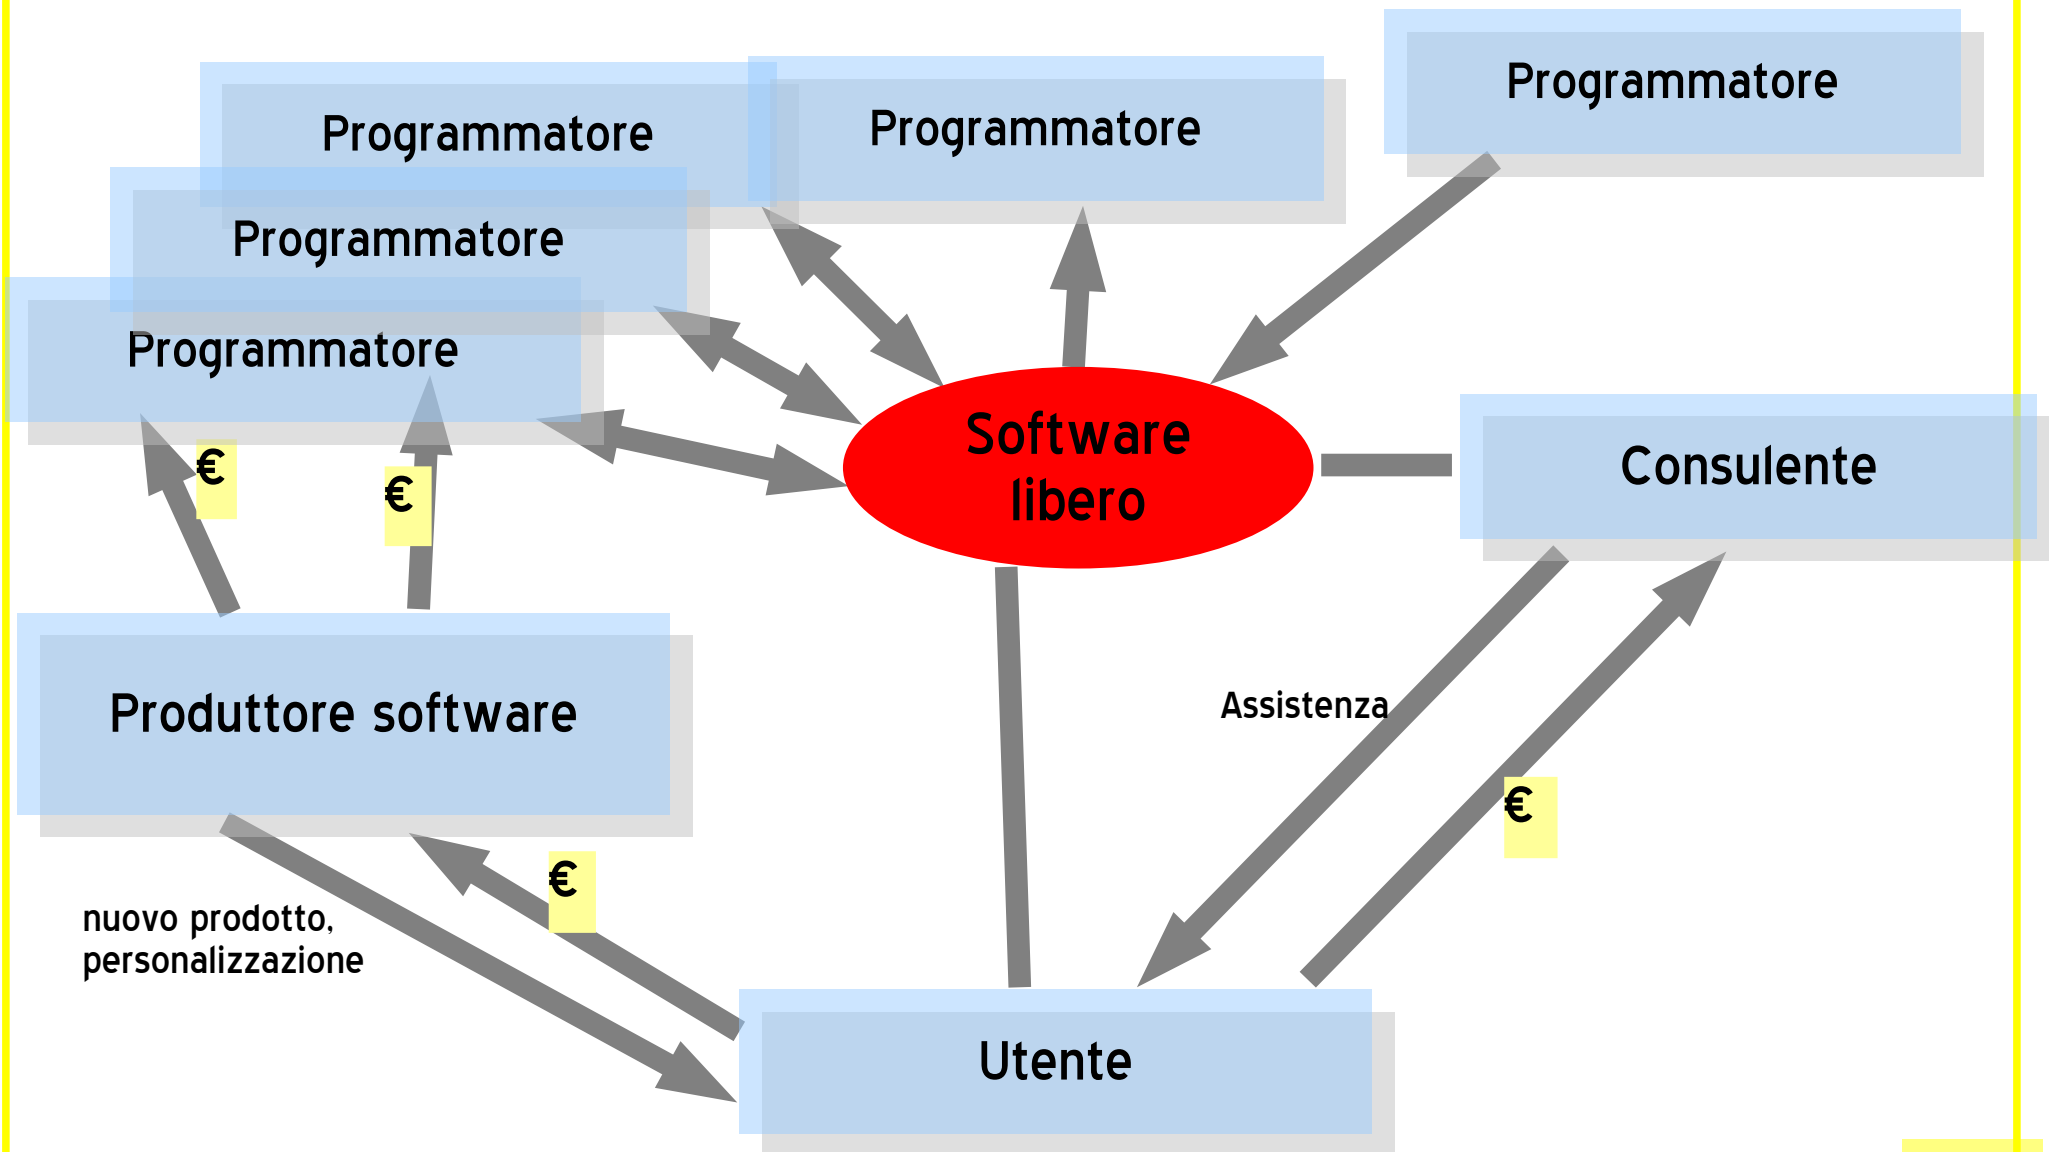 Programmatore
Programmatore
Programmatore
Programmatore
Programmatore
€
€
Software
libero
Consulente
Produttore software
Assistenza
€
€
nuovo prodotto,
personalizzazione
Utente